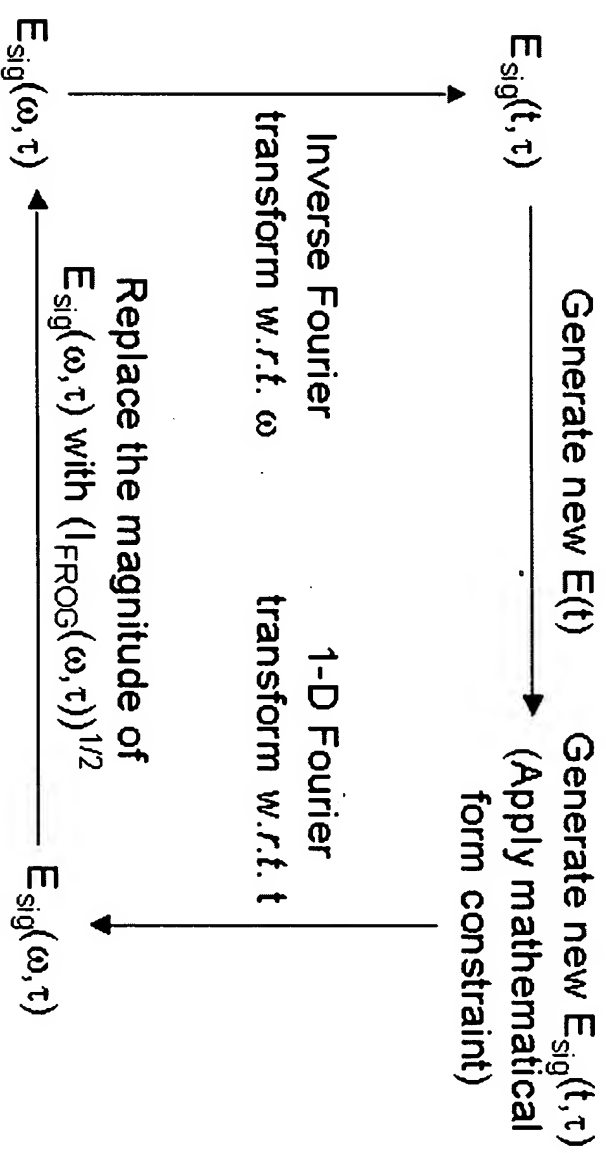 E_sig(t,τ)
Generate new E(t)
Generate new E_sig(t,τ)
(Apply mathematical
form constraint)
Inverse Fourier
transform w.r.t. ω
1-D Fourier
transform w.r.t. t
Replace the magnitude of
E_sig(ω,τ) with (I_FROG(ω,τ))^1/2
E_sig(ω,τ)
E_sig(ω,τ)